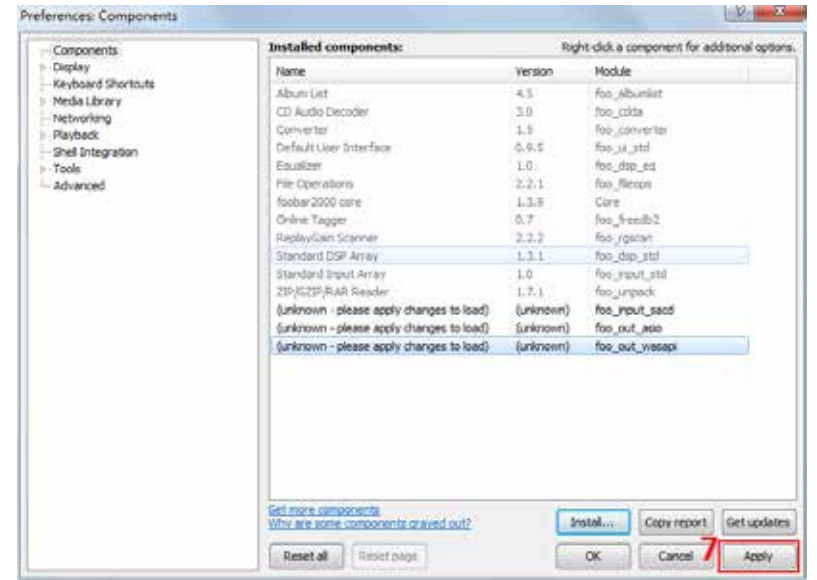 Preferences: Components
Components
Display
Keyboard Shortcuts
Media Library
Networking
Playback
Shell Integration
Tools
Advanced
Installed components: Right-click a component for additional options.
Name Version Module
Album List 4.5 foo_albumlist
CD Audio Decoder 3.0 foo_cdda
Converter 1.5 foo_converter
Default User Interface 0.9.5 foo_ui_std
Equalizer 1.0 foo_dsp_eq
File Operations 2.2.1 foo_fileops
foobar2000 core 1.3.9 Core
Online Tagger 0.7 foo_freedb2
ReplayGain Scanner 2.2.2 foo_rgscan
Standard DSP Array 1.3.1 foo_dsp_std
Standard Input Array 1.0 foo_input_std
ZIP/GZIP/RAR Reader 1.7.1 foo_unpack
(unknown - please apply changes to load) (unknown) foo_input_sacd
(unknown - please apply changes to load) (unknown) foo_out_asio
(unknown - please apply changes to load) (unknown) foo_out_wasapi
Get more components
Why are some components grayed out?
Install... Copy report Get updates
Reset all Reset page OK Cancel 7 Apply